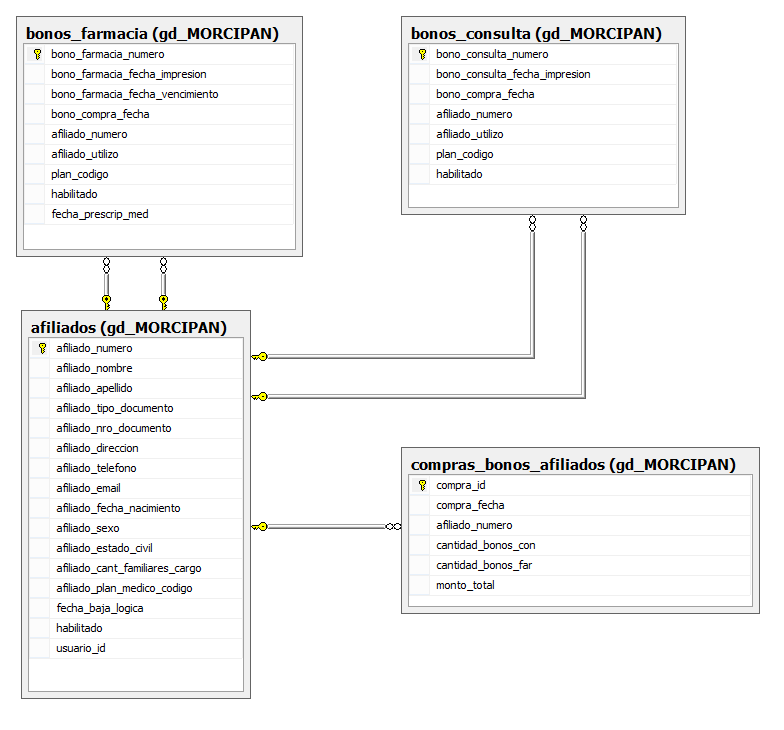 bonos_farmacia (gd_MORCIPAN)
bono_farmacia_numero
bono_farmacia_fecha_impresion
bono_farmacia_fecha_vencimiento
bono_compra_fecha
afiliado_numero
afiliado_utilizo
plan_codigo
habilitado
fecha_prescrip_med
bonos_consulta (gd_MORCIPAN)
bono_consulta_numero
bono_consulta_fecha_impresion
bono_compra_fecha
afiliado_numero
afiliado_utilizo
plan_codigo
habilitado
afiliados (gd_MORCIPAN)
afiliado_numero
afiliado_nombre
afiliado_apellido
afiliado_tipo_documento
afiliado_nro_documento
afiliado_direccion
afiliado_telefono
afiliado_email
afiliado_fecha_nacimiento
afiliado_sexo
afiliado_estado_civil
afiliado_cant_familiares_cargo
afiliado_plan_medico_codigo
fecha_baja_logica
habilitado
usuario_id
compras_bonos_afiliados (gd_MORCIPAN)
compra_id
compra_fecha
afiliado_numero
cantidad_bonos_con
cantidad_bonos_far
monto_total